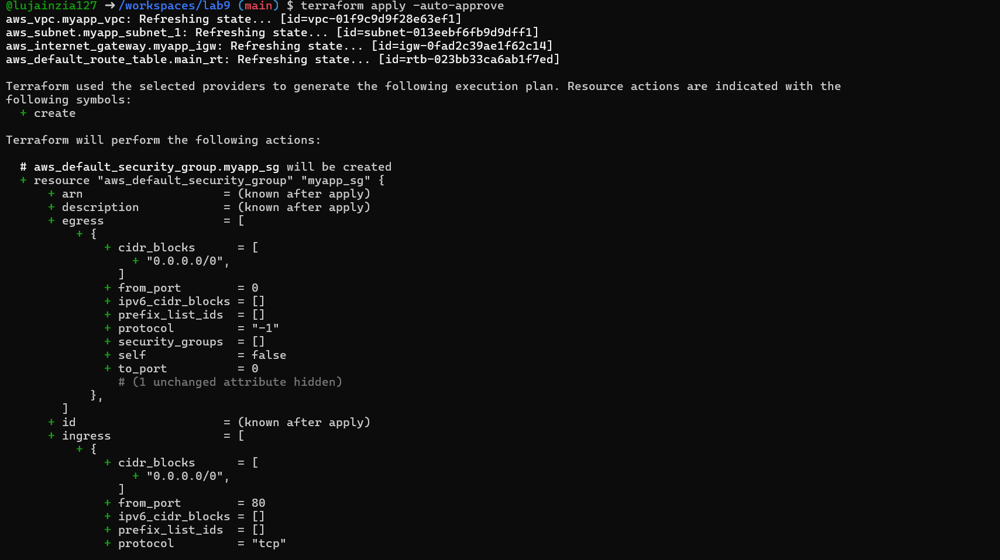 @lujainzia127 ➜ /workspaces/lab9 (main) $ terraform apply -auto-approve
aws_vpc.myapp_vpc: Refreshing state... [id=vpc-01f9c9d9f28e63ef1]
aws_subnet.myapp_subnet_1: Refreshing state... [id=subnet-013eebf6fb9d9dff1]
aws_internet_gateway.myapp_igw: Refreshing state... [id=igw-0fad2c39ae1f62c14]
aws_default_route_table.main_rt: Refreshing state... [id=rtb-023bb33ca6ab1f7ed]

Terraform used the selected providers to generate the following execution plan. Resource actions are indicated with the
following symbols:
  + create

Terraform will perform the following actions:

  # aws_default_security_group.myapp_sg will be created
  + resource "aws_default_security_group" "myapp_sg" {
      + arn                    = (known after apply)
      + description            = (known after apply)
      + egress                 = [
          + {
              + cidr_blocks      = [
                  + "0.0.0.0/0",
                ]
              + from_port        = 0
              + ipv6_cidr_blocks = []
              + prefix_list_ids  = []
              + protocol         = "-1"
              + security_groups  = []
              + self             = false
              + to_port          = 0
                # (1 unchanged attribute hidden)
            },
        ]
      + id                     = (known after apply)
      + ingress                = [
          + {
              + cidr_blocks      = [
                  + "0.0.0.0/0",
                ]
              + from_port        = 80
              + ipv6_cidr_blocks = []
              + prefix_list_ids  = []
              + protocol         = "tcp"